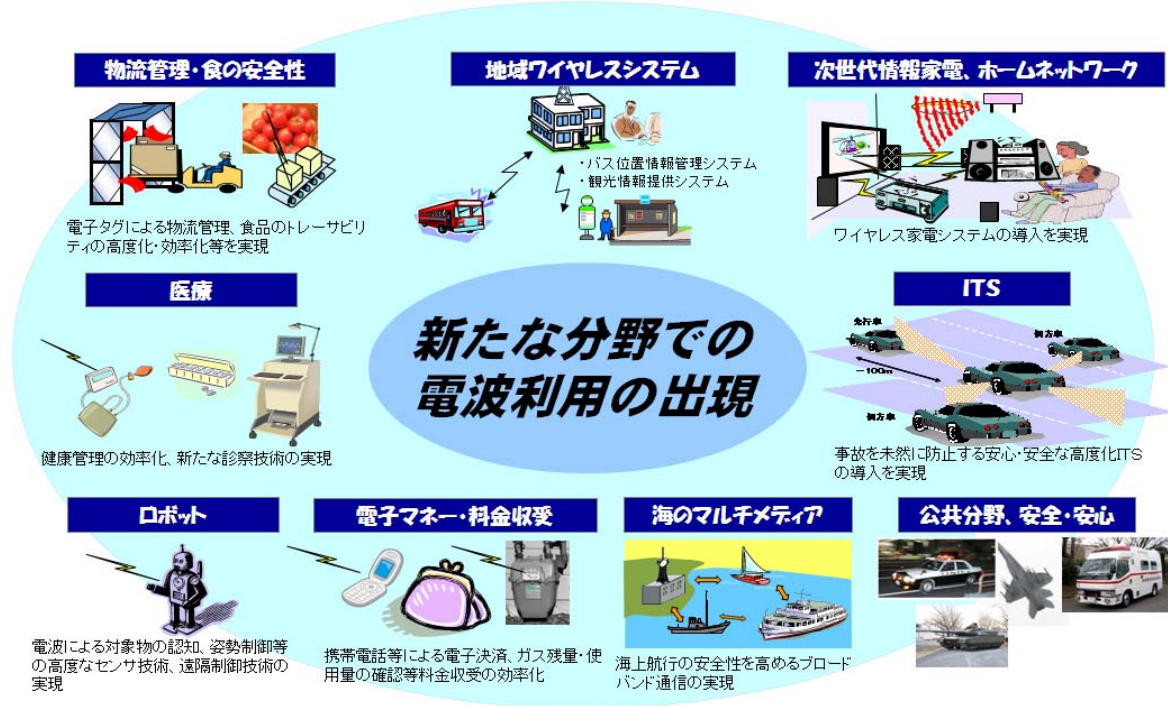 物流管理・食の安全性
電子タグによる物流管理、食品のトレーサビリ
ティの高度化・効率化等を実現
地域ワイヤレスシステム
・バス位置情報管理システム
・観光情報提供システム
次世代情報家電、ホームネットワーク
ワイヤレス家電システムの導入を実現
医療
健康管理の効率化、新たな診察技術の実現
新たな分野での
電波利用の出現
ITS
先行車
側方車
～100m
側方車
事故を未然に防止する安心・安全な高度化ITS
の導入を実現
ロボット
電波による対象物の認知、姿勢制御等
の高度なセンサ技術、遠隔制御技術の
実現
電子マネー・料金収受
携帯電話等による電子決済、ガス残量・使
用量の確認等料金収受の効率化
海のマルチメディア
海上航行の安全性を高めるブロード
バンド通信の実現
公共分野、安全・安心